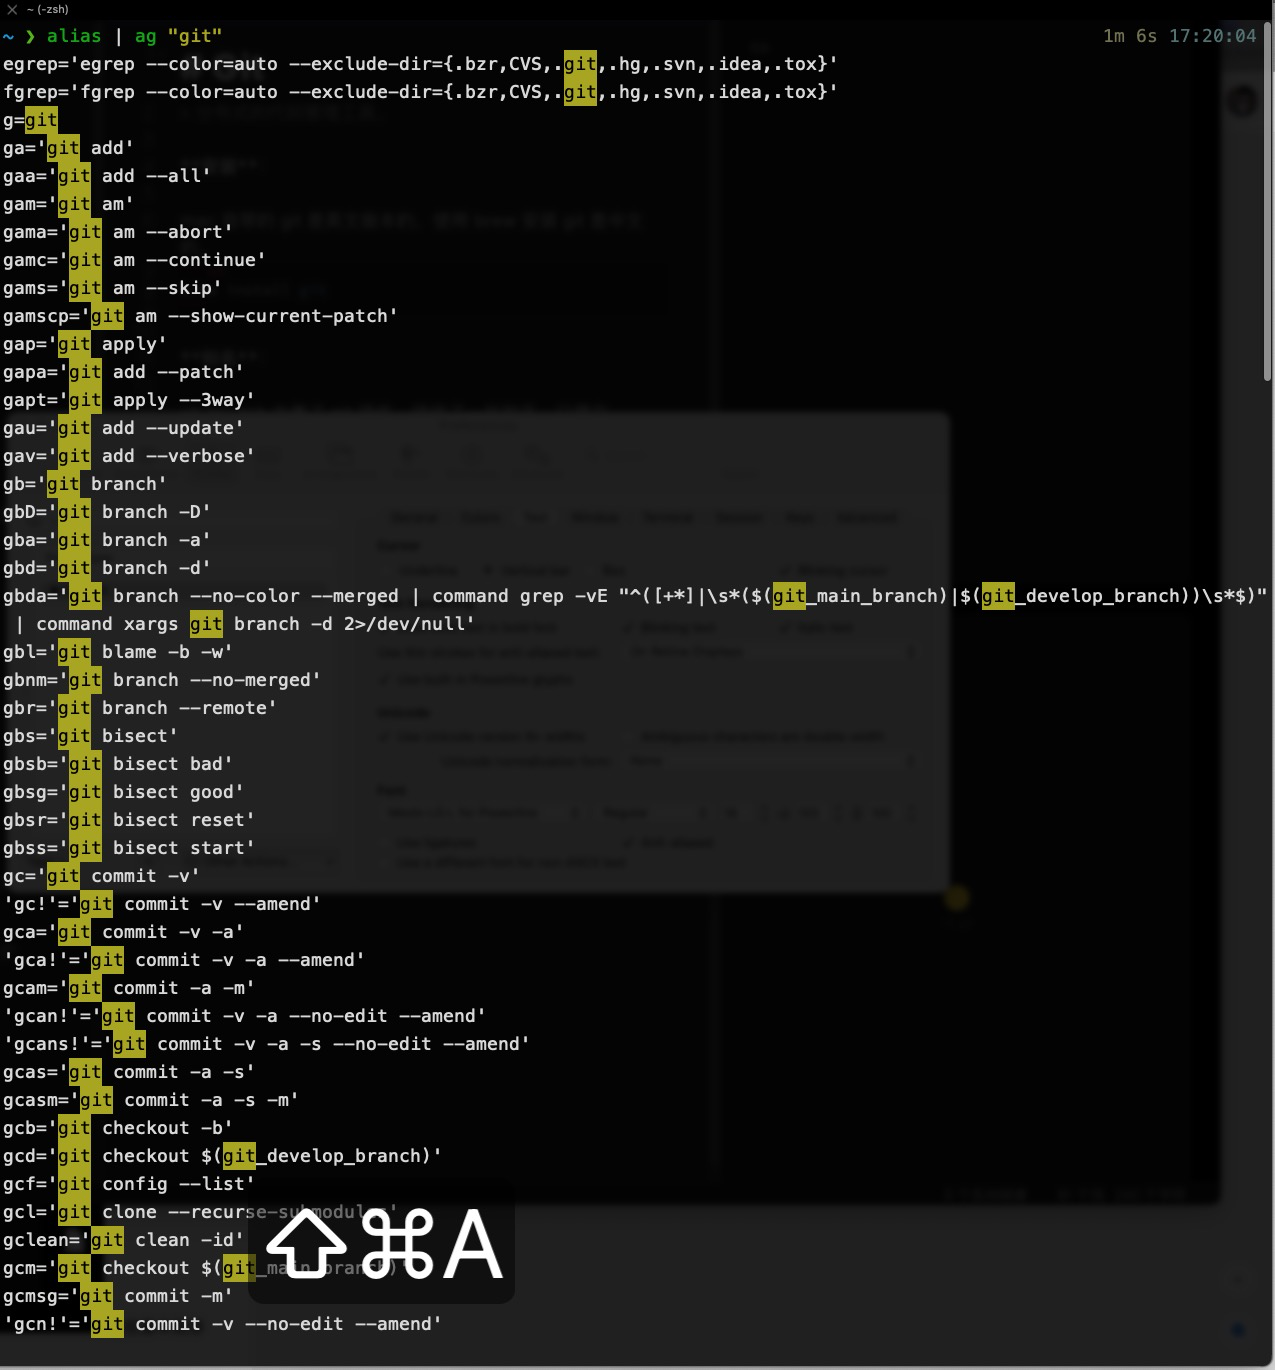 ~ (-zsh)
~ ❯ alias | ag "git" 1m 6s 17:20:04
egrep='egrep --color=auto --exclude-dir={.bzr,CVS,.git,.hg,.svn,.idea,.tox}'
fgrep='fgrep --color=auto --exclude-dir={.bzr,CVS,.git,.hg,.svn,.idea,.tox}'
g=git
ga='git add'
gaa='git add --all'
gam='git am'
gama='git am --abort'
gamc='git am --continue'
gams='git am --skip'
gamscp='git am --show-current-patch'
gap='git apply'
gapa='git add --patch'
gapt='git apply --3way'
gau='git add --update'
gav='git add --verbose'
gb='git branch'
gbD='git branch -D'
gba='git branch -a'
gbd='git branch -d'
gbda='git branch --no-color --merged | command grep -vE "^([+*]|\s*($(git_main_branch)|$(git_develop_branch))\s*$)"
| command xargs git branch -d 2>/dev/null'
gbl='git blame -b -w'
gbnm='git branch --no-merged'
gbr='git branch --remote'
gbs='git bisect'
gbsb='git bisect bad'
gbsg='git bisect good'
gbsr='git bisect reset'
gbss='git bisect start'
gc='git commit -v'
'gc!'='git commit -v --amend'
gca='git commit -v -a'
'gca!'='git commit -v -a --amend'
gcam='git commit -a -m'
'gcan!'='git commit -v -a --no-edit --amend'
'gcans!'='git commit -v -a -s --no-edit --amend'
gcas='git commit -a -s'
gcasm='git commit -a -s -m'
gcb='git checkout -b'
gcd='git checkout $(git_develop_branch)'
gcf='git config --list'
gcl='git clone --recurse-submodules'
gclean='git clean -id'
gcm='git checkout $(git_main_branch)'
gcmsg='git commit -m'
'gcn!'='git commit -v --no-edit --amend'
⇧⌘A